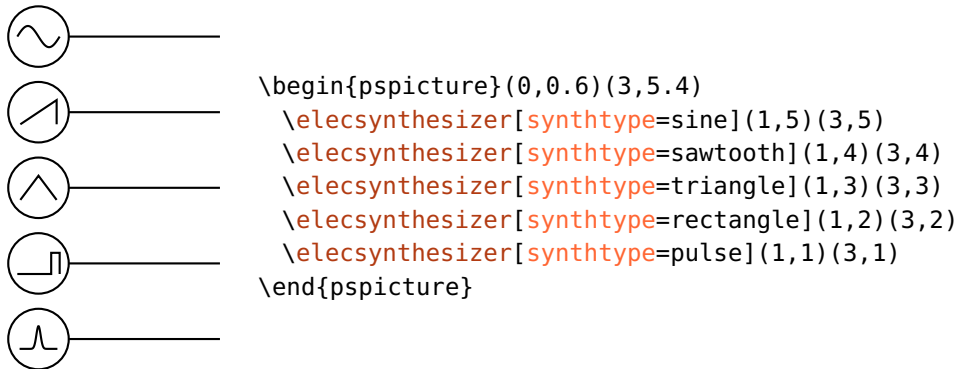 \begin{pspicture}(0,0.6)(3,5.4)
\elecsynthesizer[synthtype=sine](1,5)(3,5)
\elecsynthesizer[synthtype=sawtooth](1,4)(3,4)
\elecsynthesizer[synthtype=triangle](1,3)(3,3)
\elecsynthesizer[synthtype=rectangle](1,2)(3,2)
\elecsynthesizer[synthtype=pulse](1,1)(3,1)
\end{pspicture}